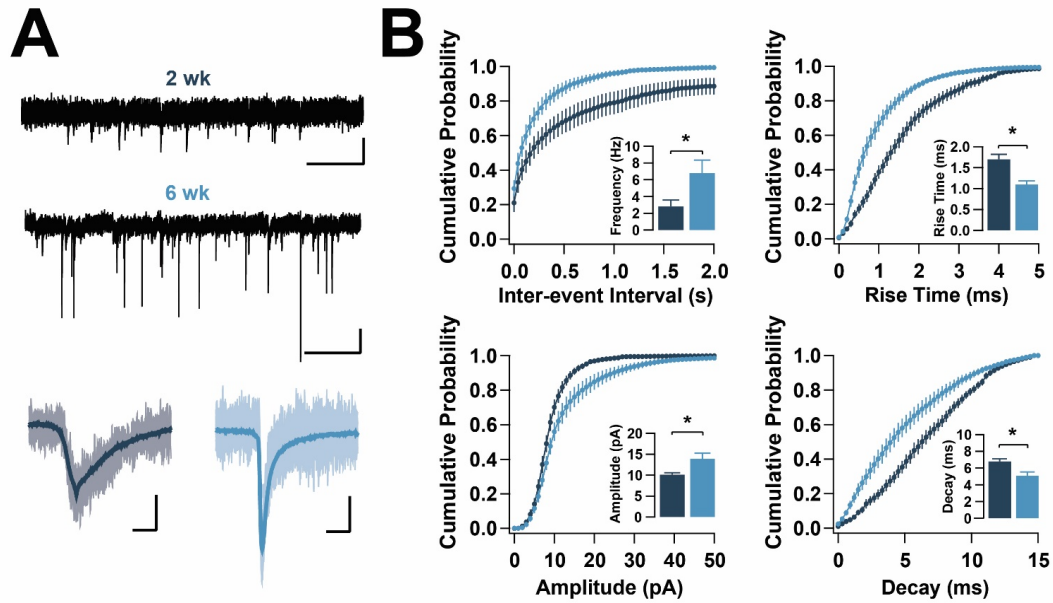 A
2 wk
6 wk
B
Cumulative Probability
1.0
0.8
0.6
0.4
0.2
0.0
0.0 0.5 1.0 1.5 2.0
Inter-event Interval (s)
Frequency (Hz)
10
8
6
4
2
0
*
Cumulative Probability
1.0
0.8
0.6
0.4
0.2
0.0
0 1 2 3 4 5
Rise Time (ms)
Rise Time (ms)
2.0
1.5
1.0
0.5
0.0
*
Cumulative Probability
1.0
0.8
0.6
0.4
0.2
0.0
0 10 20 30 40 50
Amplitude (pA)
Amplitude (pA)
20
15
10
5
0
*
Cumulative Probability
1.0
0.8
0.6
0.4
0.2
0.0
0 5 10 15
Decay (ms)
Decay (ms)
10
8
6
4
2
0
*